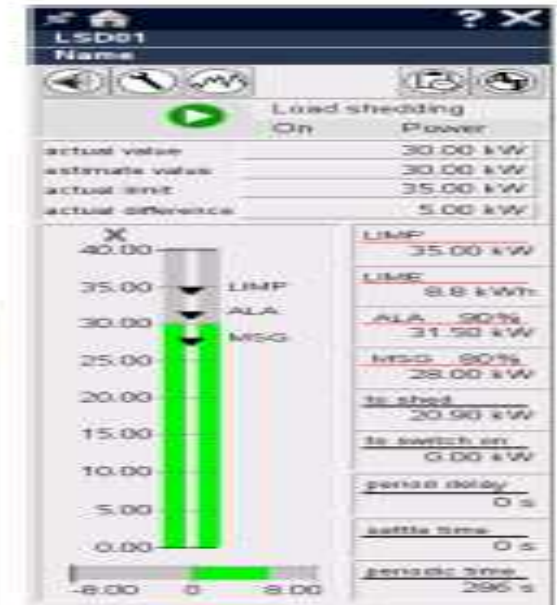 ? X
LSD01
Name
Load shedding
On Power
actual value 30.00 kW
estimate value 30.00 kW
actual limit 35.00 kW
actual difference 5.00 kW
X
40.00
35.00
30.00
25.00
20.00
15.00
10.00
5.00
0.00
LIMP
ALA
MSG
-8.00 0 8.00
LIMP
35.00 kW
LIME
8.8 kWh
ALA 90%
31.50 kW
MSG 80%
28.00 kW
to shed
20.90 kW
to switch on
0.00 kW
period delay
0 s
settle time
0 s
periodic time